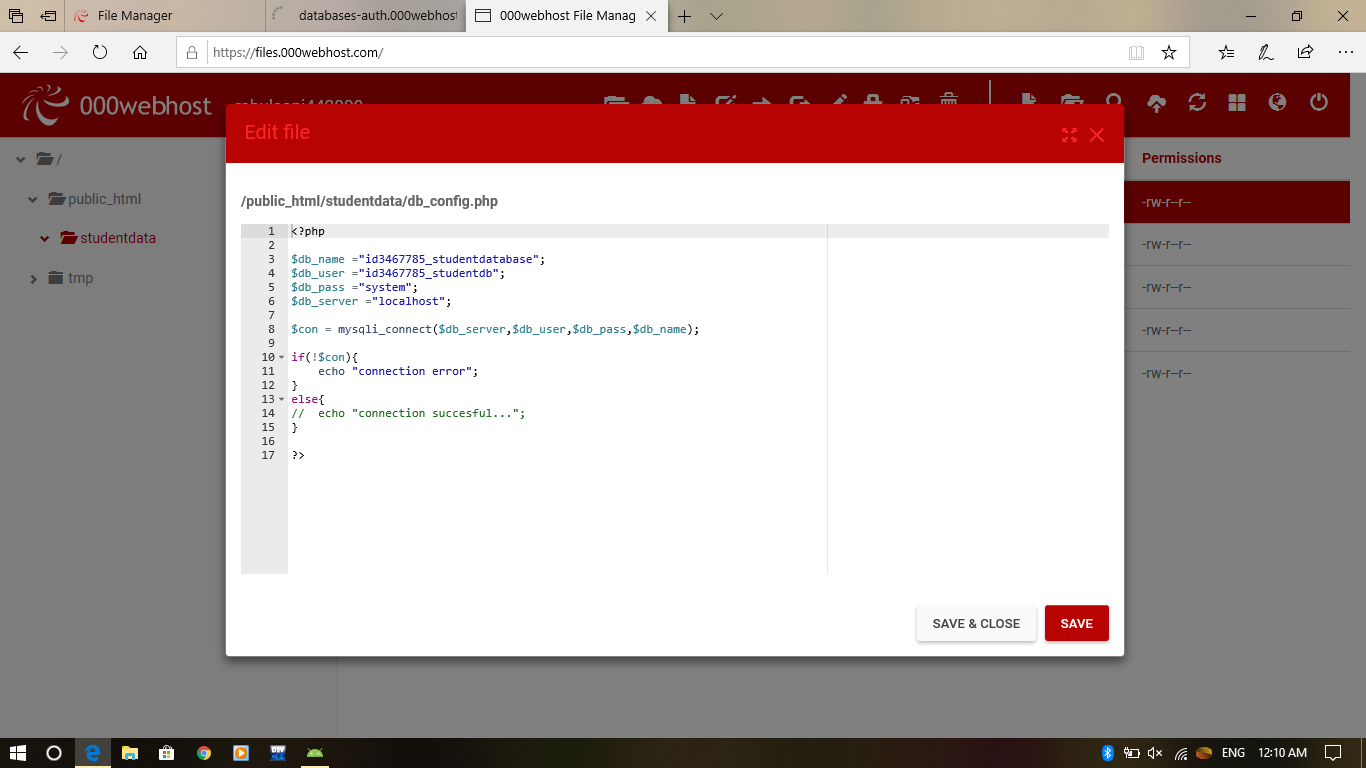 File Manager
databases-auth.000webhost
000webhost File Manag
https://files.000webhost.com/
000webhost
Edit file
/
public_html
studentdata
tmp
Permissions
-rw-r--r--
-rw-r--r--
-rw-r--r--
-rw-r--r--
-rw-r--r--
/public_html/studentdata/db_config.php
1 <?php
2
3 $db_name ="id3467785_studentdatabase";
4 $db_user ="id3467785_studentdb";
5 $db_pass ="system";
6 $db_server ="localhost";
7
8 $con = mysqli_connect($db_server,$db_user,$db_pass,$db_name);
9
10 if(!$con){
11     echo "connection error";
12 }
13 else{
14 //  echo "connection succesful...";
15 }
16
17 ?>
SAVE & CLOSE
SAVE
ENG
12:10 AM